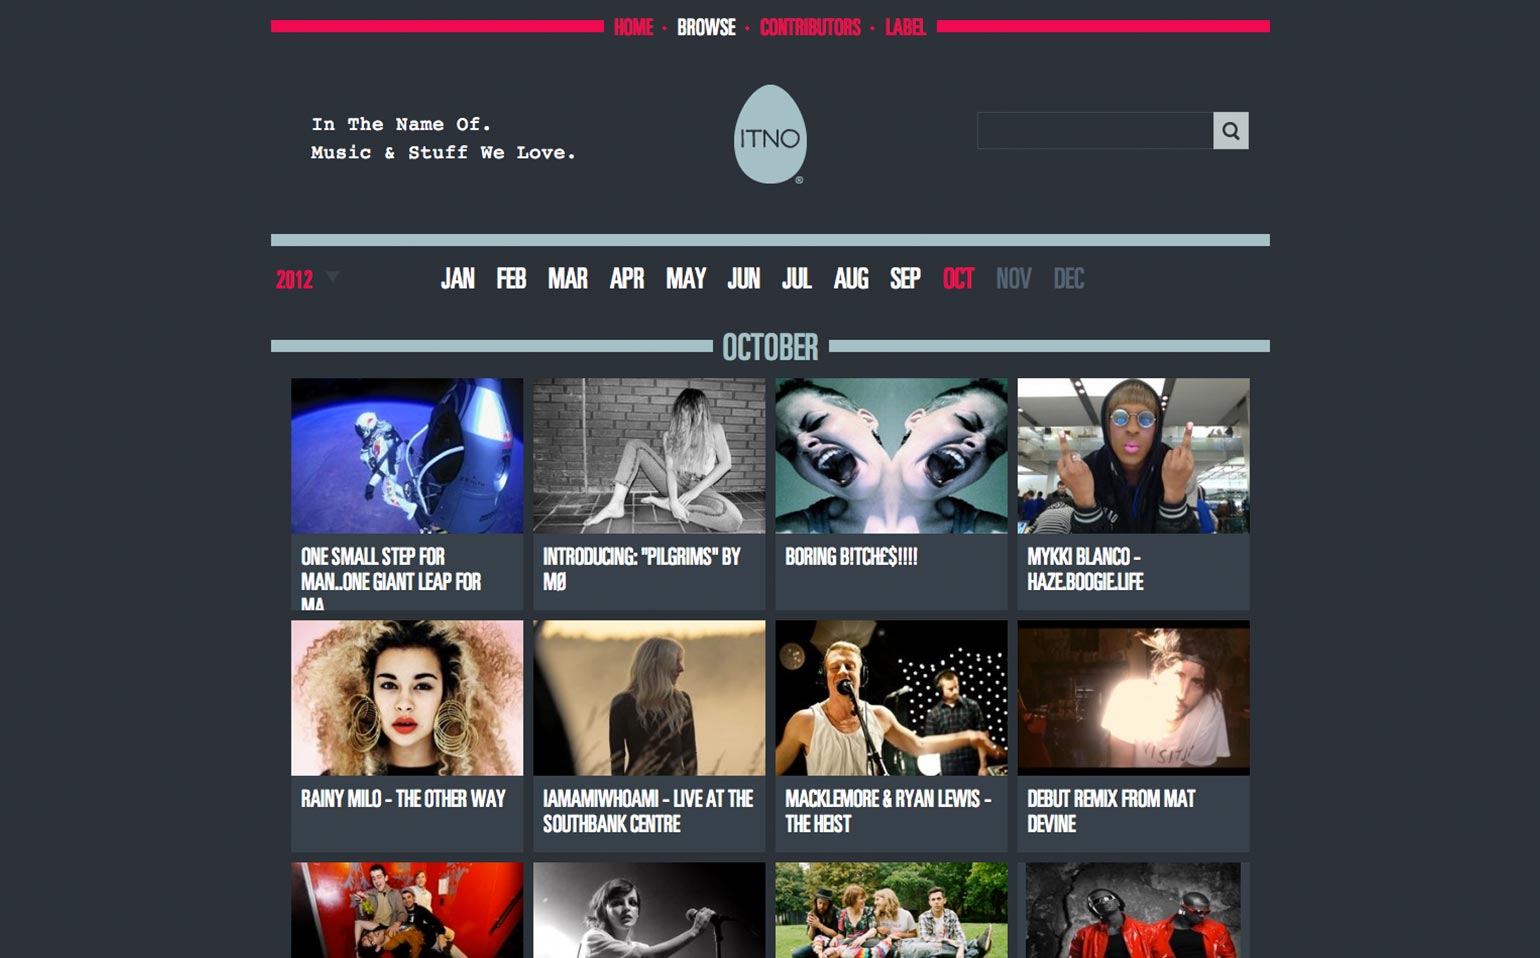 HOME · BROWSE · CONTRIBUTORS · LABEL
In The Name Of.
Music & Stuff We Love.
ITNO
®
2012 ▼ JAN FEB MAR APR MAY JUN JUL AUG SEP OCT NOV DEC
OCTOBER
ONE SMALL STEP FOR
MAN..ONE GIANT LEAP FOR
MA
INTRODUCING: "PILGRIMS" BY
MØ
BORING B!TCH£$!!!!
MYKKI BLANCO -
HAZE.BOOGIE.LIFE
RAINY MILO - THE OTHER WAY
IAMAMIWHOAMI - LIVE AT THE
SOUTHBANK CENTRE
MACKLEMORE & RYAN LEWIS -
THE HEIST
DEBUT REMIX FROM MAT
DEVINE